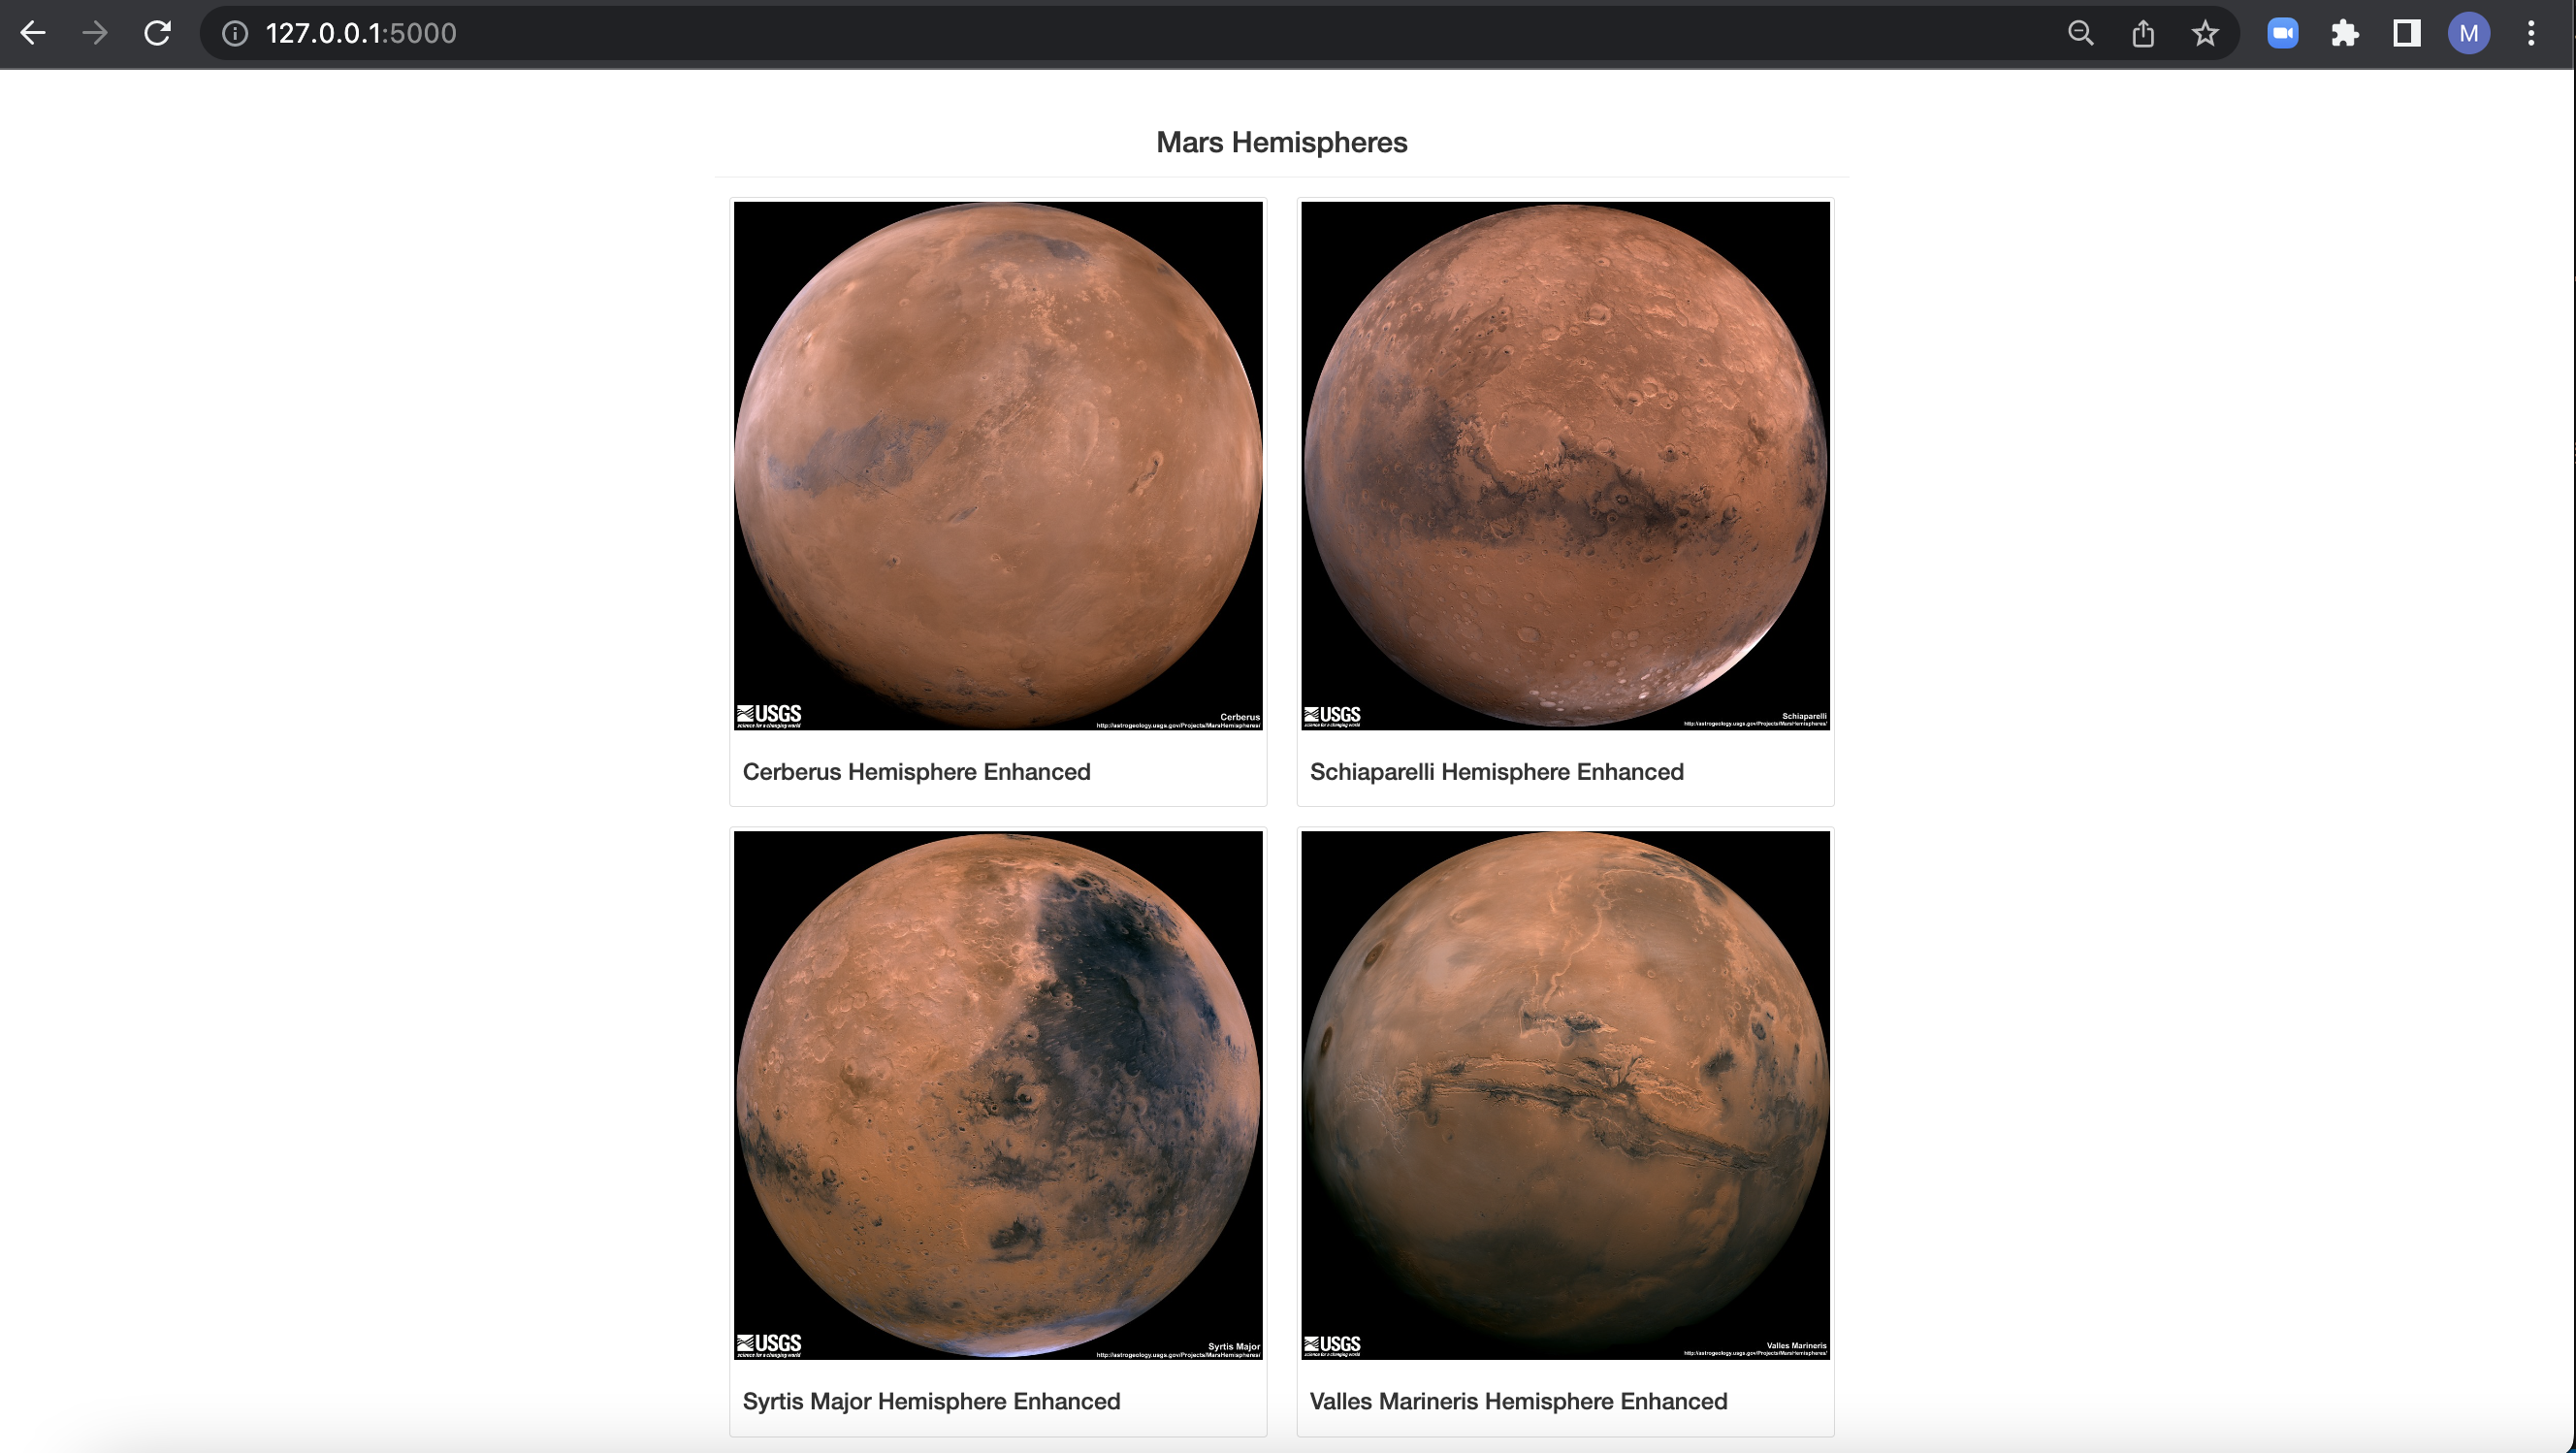 127.0.0.1:5000
M
Mars Hemispheres
USGS
science for a changing world
Cerberus
http://astrogeology.usgs.gov/Projects/MarsHemispheres/
USGS
science for a changing world
Schiaparelli
http://astrogeology.usgs.gov/Projects/MarsHemispheres/
Cerberus Hemisphere Enhanced
Schiaparelli Hemisphere Enhanced
USGS
science for a changing world
Syrtis Major
http://astrogeology.usgs.gov/Projects/MarsHemispheres/
USGS
science for a changing world
Valles Marineris
http://astrogeology.usgs.gov/Projects/MarsHemispheres/
Syrtis Major Hemisphere Enhanced
Valles Marineris Hemisphere Enhanced